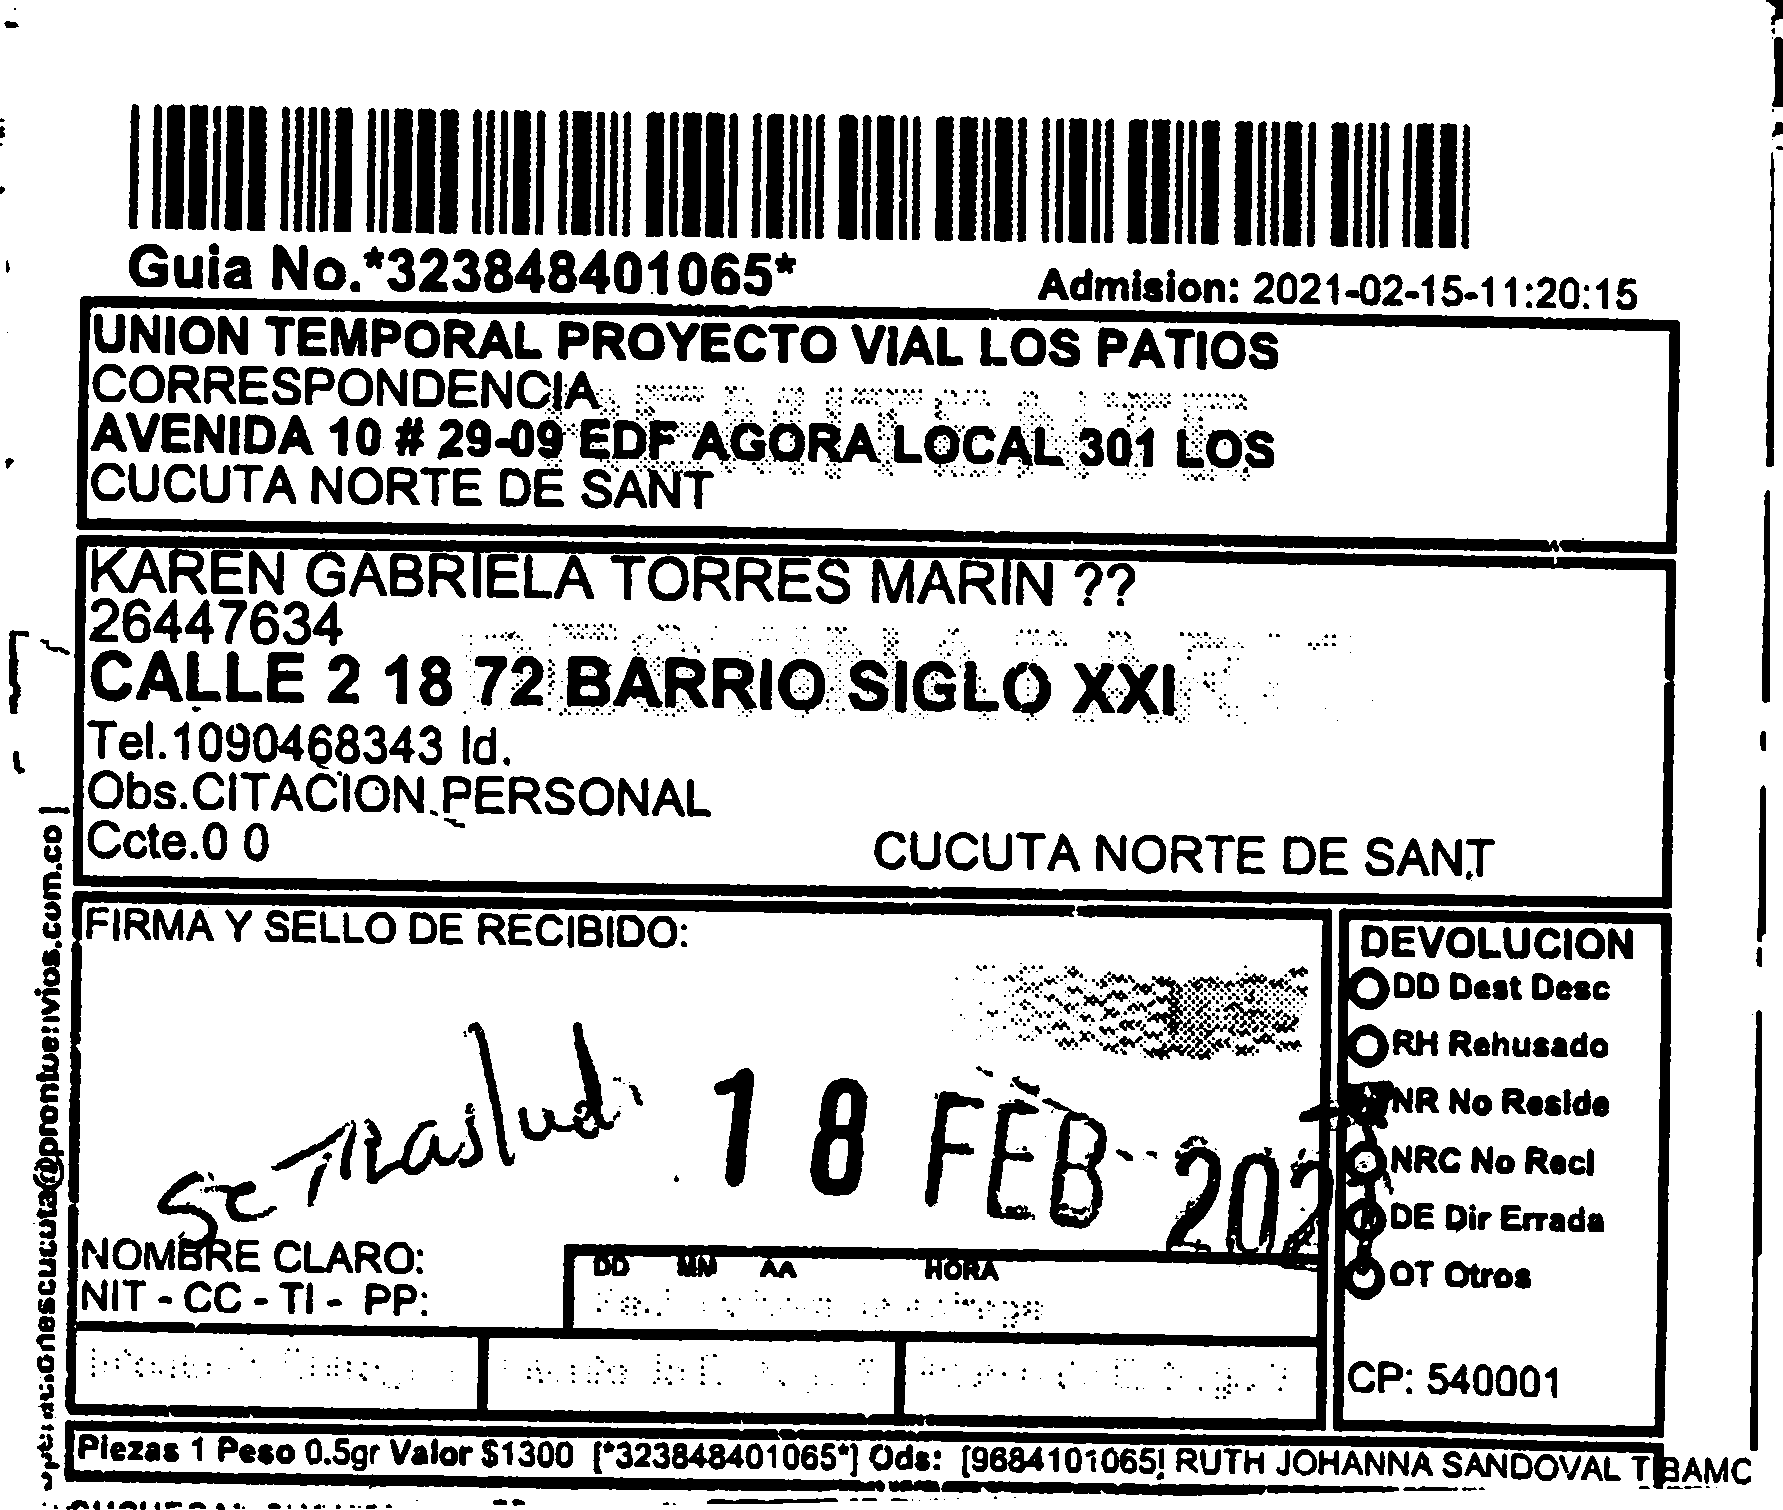 Guia No.*323848401065*
Admision: 2021-02-15-11:20:15
UNION TEMPORAL PROYECTO VIAL LOS PATIOS
CORRESPONDENCIA
REMITENTE
AVENIDA 10 # 29-09 EDF AGORA LOCAL 301 LOS
CUCUTA NORTE DE SANT
KAREN GABRIELA TORRES MARIN ??
26447634
CALLE 2 18 72 BARRIO SIGLO XXI
Tel.1090468343 Id.
Obs.CITACION PERSONAL
Ccte.0 0
CUCUTA NORTE DE SANT
FIRMA Y SELLO DE RECIBIDO:
Se Traslud
18 FEB 202
NOMBRE CLARO:
NIT - CC - TI - PP:
DD MM AA HORA
DEVOLUCION
DD Dest Desc
RH Rehusado
NR No Reside
NRC No Recl
DE Dir Errada
OT Otros
CP: 540001
Piezas 1 Peso 0.5gr Valor $1300 [*323848401065*] Ods: [9684101065] RUTH JOHANNA SANDOVAL TIBAMC